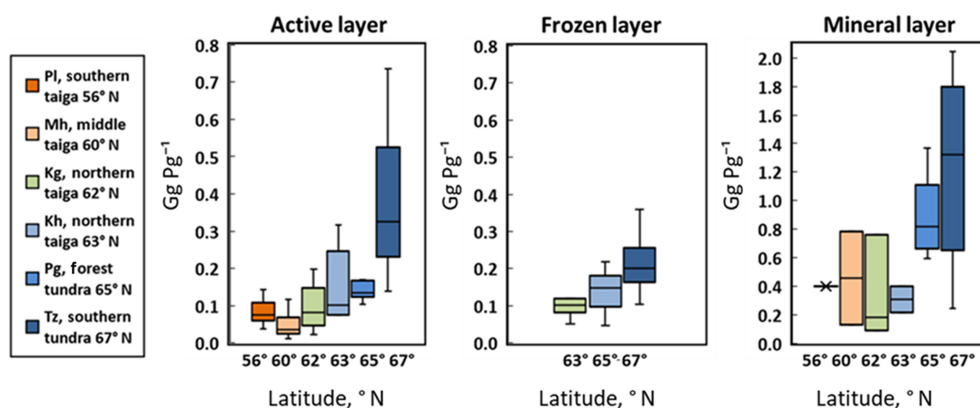 Active layer
Frozen layer
Mineral layer
Pl, southern
taiga 56° N
Mh, middle
taiga 60° N
Kg, northern
taiga 62° N
Kh, northern
taiga 63° N
Pg, forest
tundra 65° N
Tz, southern
tundra 67° N
Gg Pg⁻¹
0.8
0.7
0.6
0.5
0.4
0.3
0.2
0.1
0.0
56° 60° 62° 63° 65° 67°
Latitude, ° N
Gg Pg⁻¹
0.8
0.7
0.6
0.5
0.4
0.3
0.2
0.1
0.0
63° 65° 67°
Latitude, ° N
Gg Pg⁻¹
2.0
1.8
1.6
1.4
1.2
1.0
0.8
0.6
0.4
0.2
0.0
56° 60° 62° 63° 65° 67°
Latitude, ° N